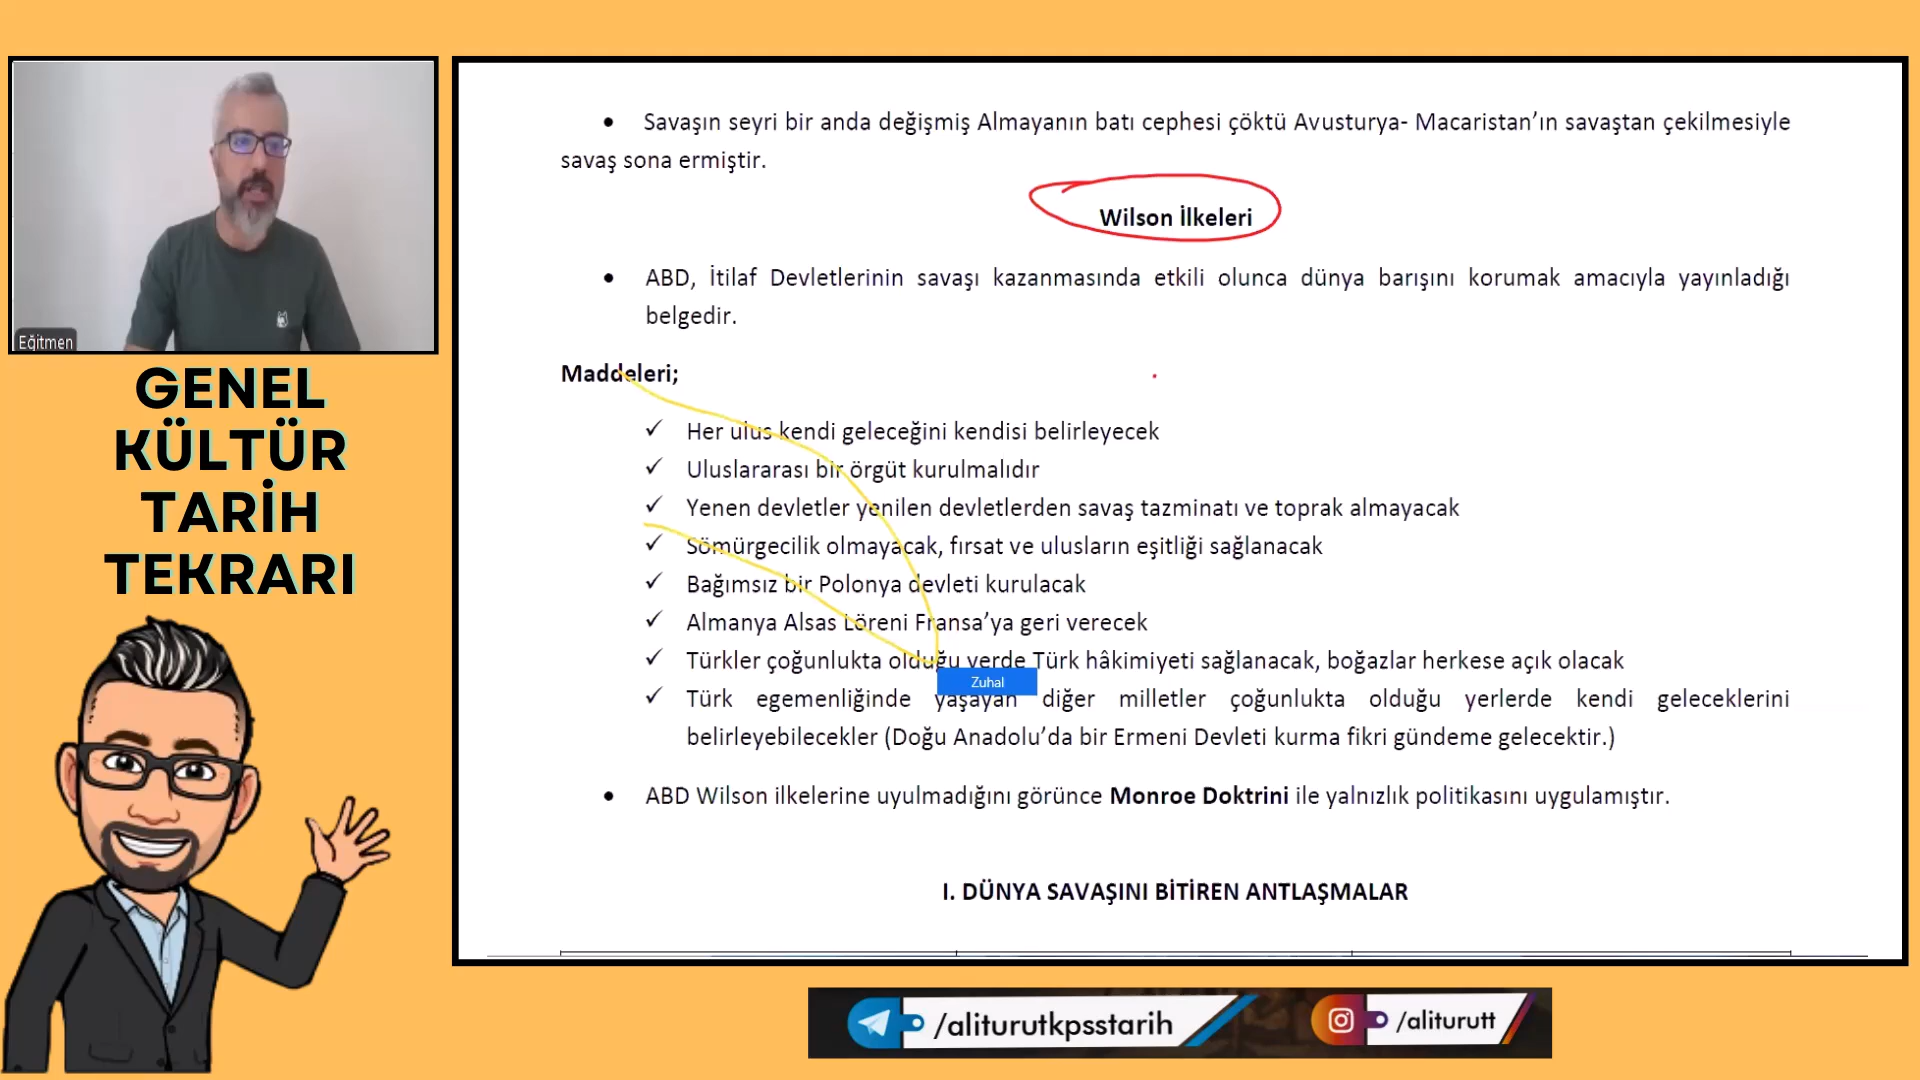 Eğitmen
GENEL
KÜLTÜR
TARİH
TEKRARI
• Savaşın seyri bir anda değişmiş Almayanın batı cephesi çöktü Avusturya- Macaristan’ın savaştan çekilmesiyle
savaş sona ermiştir.
Wilson İlkeleri
• ABD, İtilaf Devletlerinin savaşı kazanmasında etkili olunca dünya barışını korumak amacıyla yayınladığı
belgedir.
Maddeleri;
✓ Her ulus kendi geleceğini kendisi belirleyecek
✓ Uluslararası bir örgüt kurulmalıdır
✓ Yenen devletler yenilen devletlerden savaş tazminatı ve toprak almayacak
✓ Sömürgecilik olmayacak, fırsat ve ulusların eşitliği sağlanacak
✓ Bağımsız bir Polonya devleti kurulacak
✓ Almanya Alsas Löreni Fransa’ya geri verecek
✓ Türkler çoğunlukta olduğu yerde Türk hâkimiyeti sağlanacak, boğazlar herkese açık olacak
Zuhal
✓ Türk egemenliğinde yaşayan diğer milletler çoğunlukta olduğu yerlerde kendi geleceklerini
belirleyebilecekler (Doğu Anadolu’da bir Ermeni Devleti kurma fikri gündeme gelecektir.)
• ABD Wilson ilkelerine uyulmadığını görünce Monroe Doktrini ile yalnızlık politikasını uygulamıştır.
I. DÜNYA SAVAŞINI BİTİREN ANTLAŞMALAR
/aliturutkpsstarih
/aliturutt